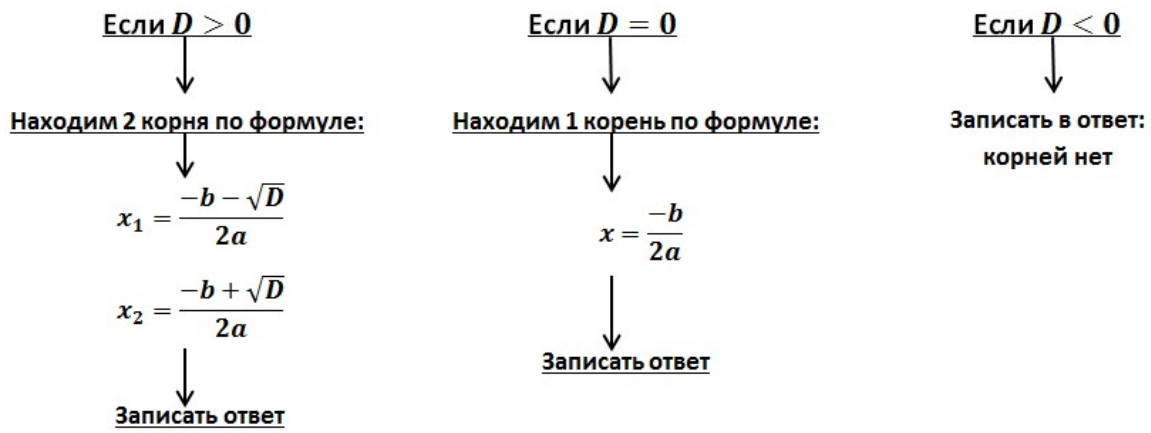 Если D > 0
Находим 2 корня по формуле:
x₁ = (-b - √D) / 2a
x₂ = (-b + √D) / 2a
Записать ответ
Если D = 0
Находим 1 корень по формуле:
x = -b / 2a
Записать ответ
Если D < 0
Записать в ответ:
корней нет